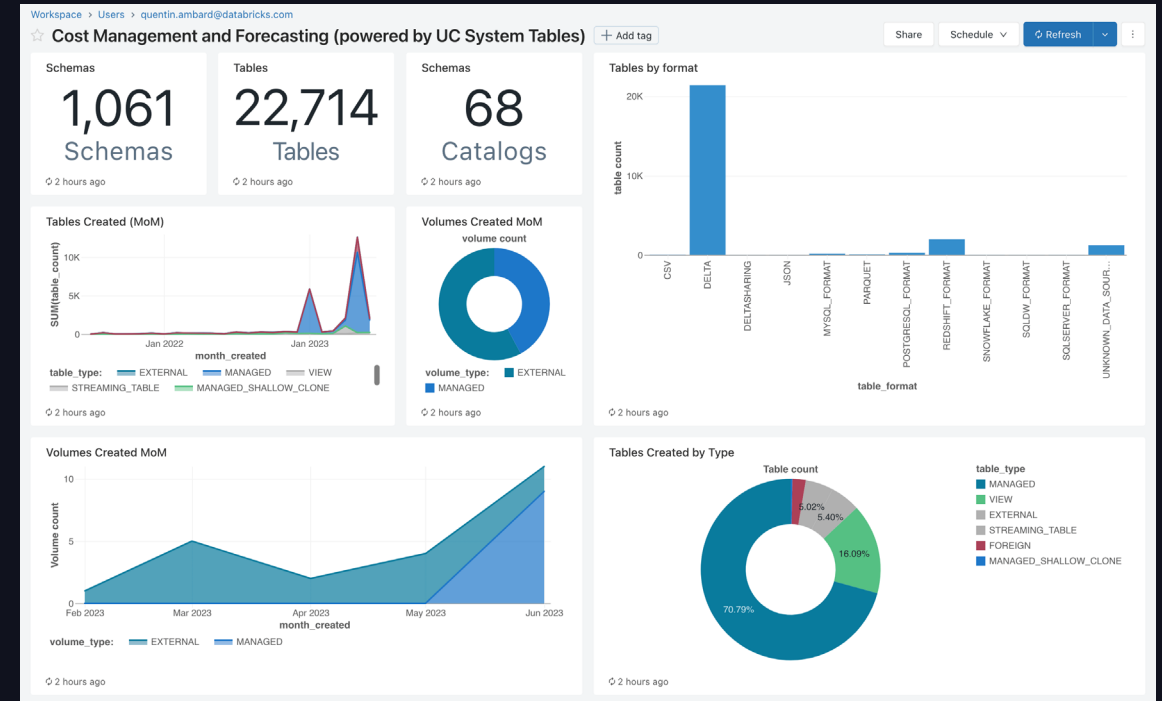 Workspace > Users > quentin.ambard@databricks.com
Cost Management and Forecasting (powered by UC System Tables)
+ Add tag
Share
Schedule
Refresh
Schemas
1,061
Schemas
2 hours ago
Tables
22,714
Tables
2 hours ago
Schemas
68
Catalogs
2 hours ago
Tables by format
table count
20K
10K
0
CSV
DELTA
DELTASHARING
JSON
MYSQL_FORMAT
PARQUET
POSTGRESQL_FORMAT
REDSHIFT_FORMAT
SNOWFLAKE_FORMAT
SQLDW_FORMAT
SQLSERVER_FORMAT
UNKNOWN_DATA_SOUR...
table_format
2 hours ago
Tables Created (MoM)
SUM(table_count)
10K
5K
0
Jan 2022
Jan 2023
month_created
table_type:
EXTERNAL
MANAGED
VIEW
STREAMING_TABLE
MANAGED_SHALLOW_CLONE
2 hours ago
Volumes Created MoM
volume count
volume_type:
EXTERNAL
MANAGED
2 hours ago
Volumes Created MoM
Volume count
10
5
0
Feb 2023
Mar 2023
Apr 2023
May 2023
Jun 2023
month_created
volume_type:
EXTERNAL
MANAGED
2 hours ago
Tables Created by Type
Table count
5.02%
5.40%
16.09%
70.79%
table_type
MANAGED
VIEW
EXTERNAL
STREAMING_TABLE
FOREIGN
MANAGED_SHALLOW_CLONE
2 hours ago